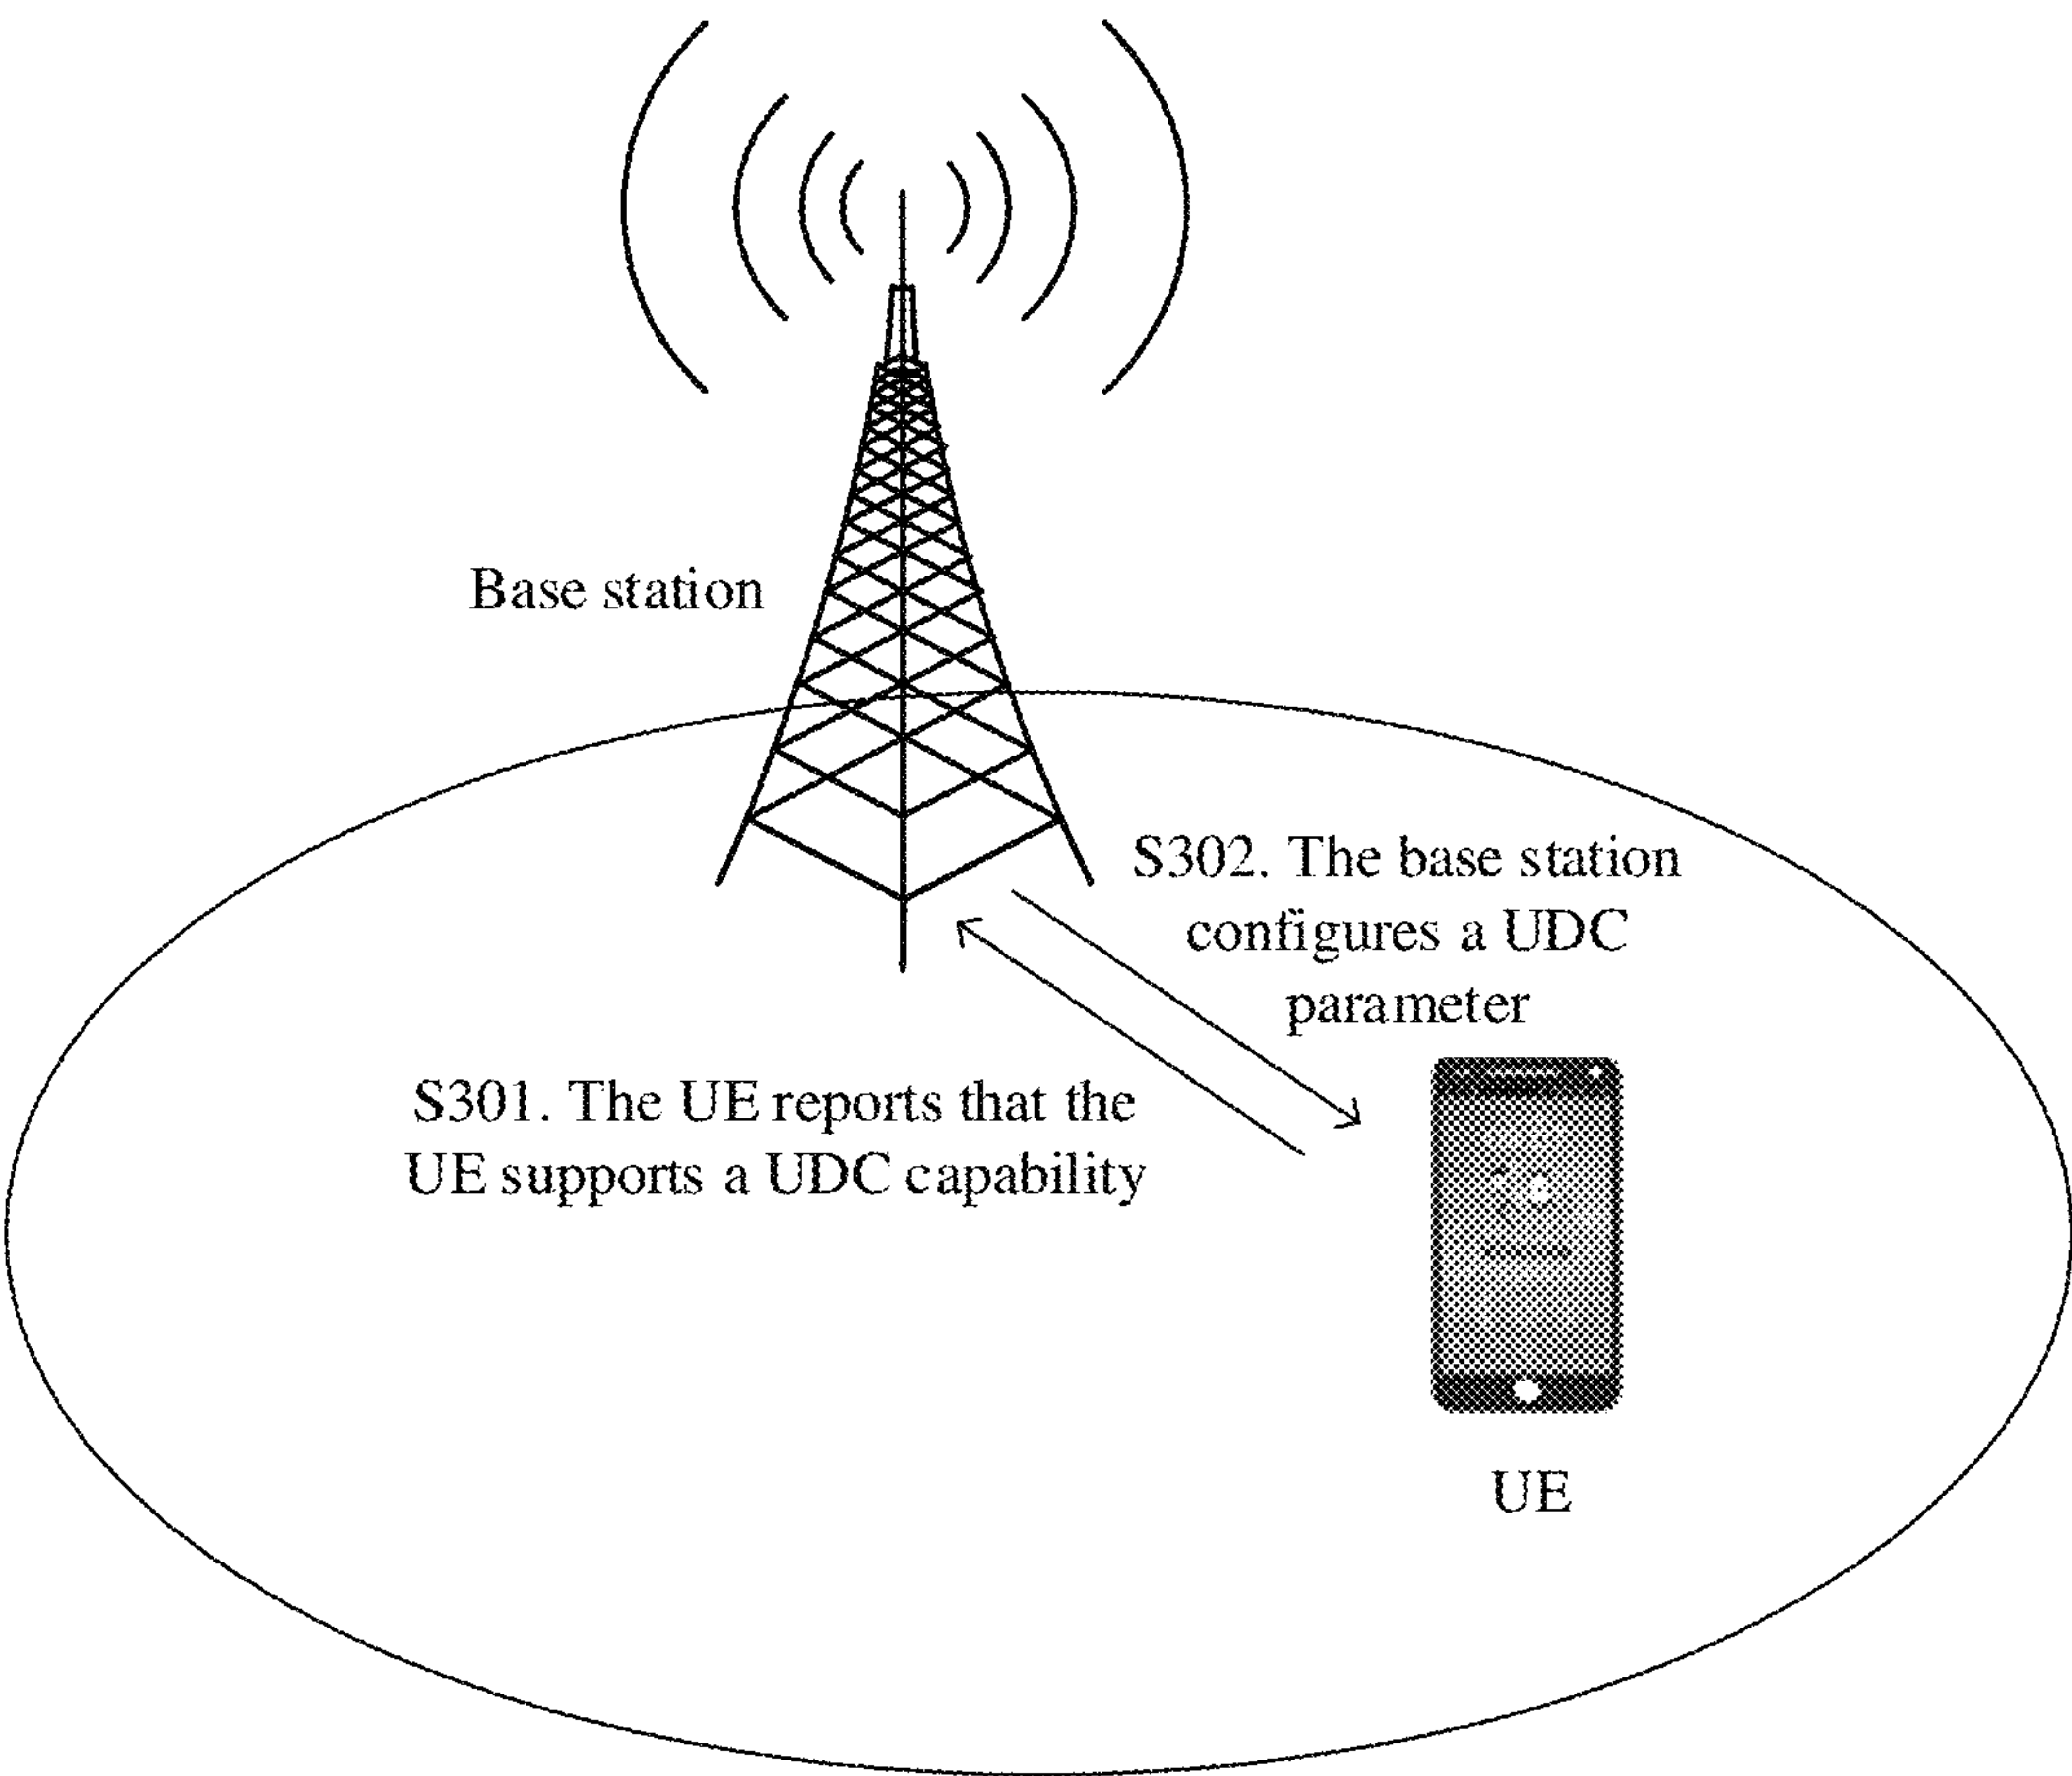 Base station
S302. The base station
configures a UDC
parameter
S301. The UE reports that the
UE supports a UDC capability
UE